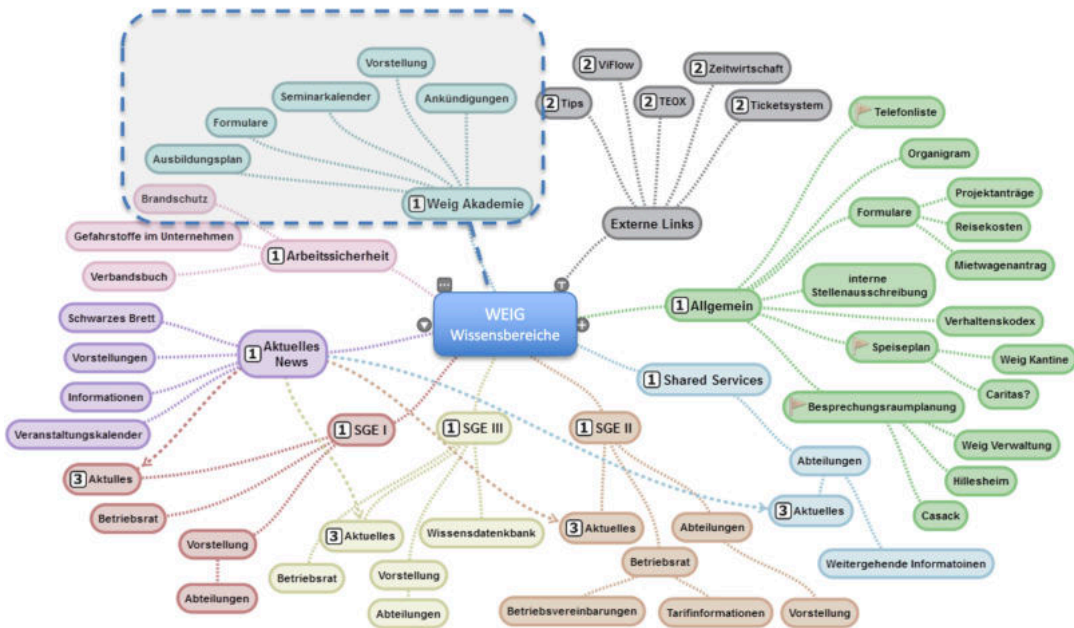 Vorstellung
Seminarkalender
Ankündigungen
Formulare
Ausbildungsplan
1 Weig Akademie
2 ViFlow
2 Zeitwirtschaft
2 Tips
2 TEOX
2 Ticketsystem
Externe Links
Telefonliste
Organigram
Projektanträge
Formulare
Reisekosten
Mietwagenantrag
interne
Stellenausschreibung
1 Allgemein
Verhaltenskodex
Speiseplan
Weig Kantine
Caritas?
Besprechungsraumplanung
Weig Verwaltung
Hillesheim
Casack
Brandschutz
Gefahrstoffe im Unternehmen
1 Arbeitssicherheit
Verbandsbuch
WEIG
Wissensbereiche
Schwarzes Brett
1 Aktuelles
News
Vorstellungen
Informationen
Veranstaltungskalender
1 Shared Services
Abteilungen
3 Aktuelles
Weitergehende Informatoinen
1 SGE I
3 Aktulles
Betriebsrat
Vorstellung
Abteilungen
1 SGE III
3 Aktuelles
Wissensdatenkbank
Betriebsrat
Vorstellung
Abteilungen
1 SGE II
3 Aktuelles
Abteilungen
Betriebsrat
Betriebsvereinbarungen
Tarifinformationen
Vorstellung